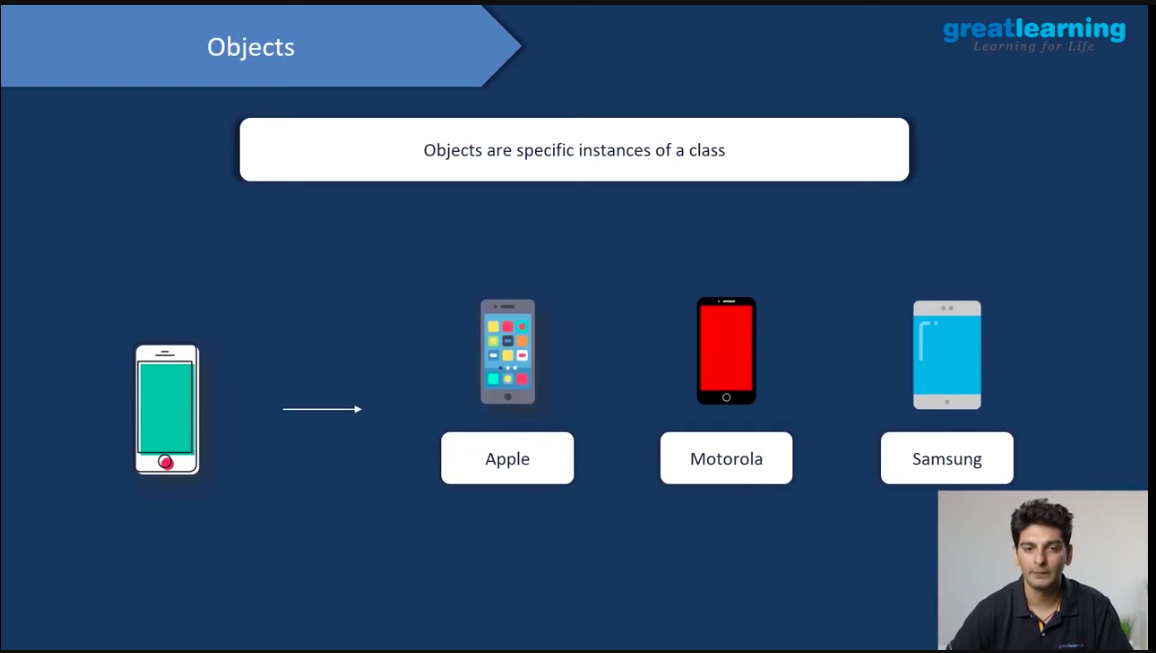 Objects
greatlearning
Learning for Life
Objects are specific instances of a class
Apple
Motorola
Samsung